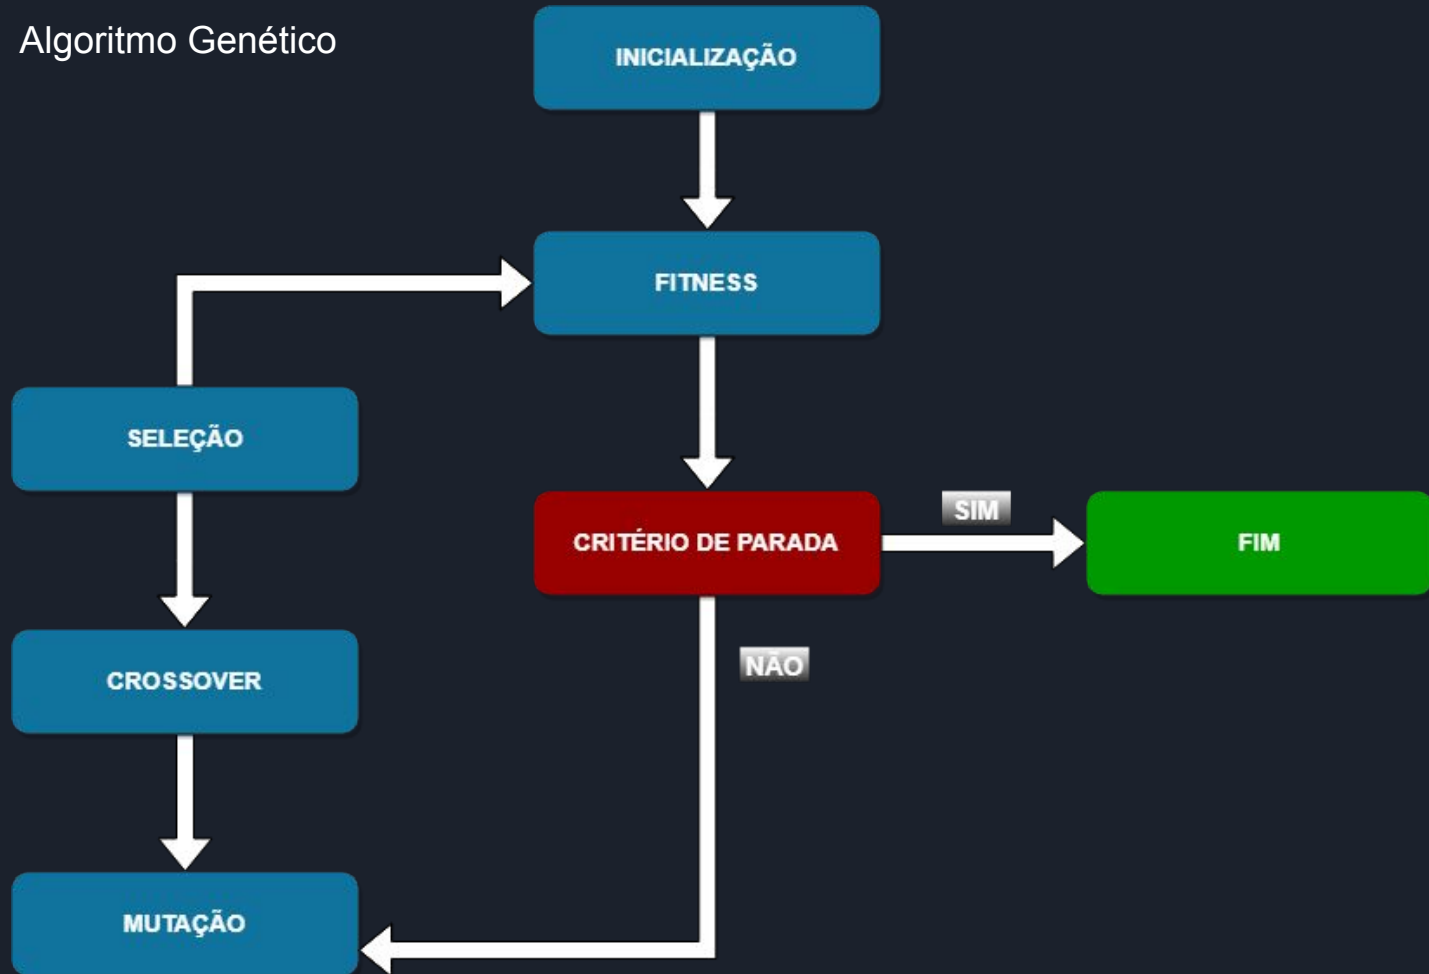 Algoritmo Genético
INICIALIZAÇÃO
FITNESS
SELEÇÃO
CRITÉRIO DE PARADA
SIM
FIM
NÃO
CROSSOVER
MUTAÇÃO